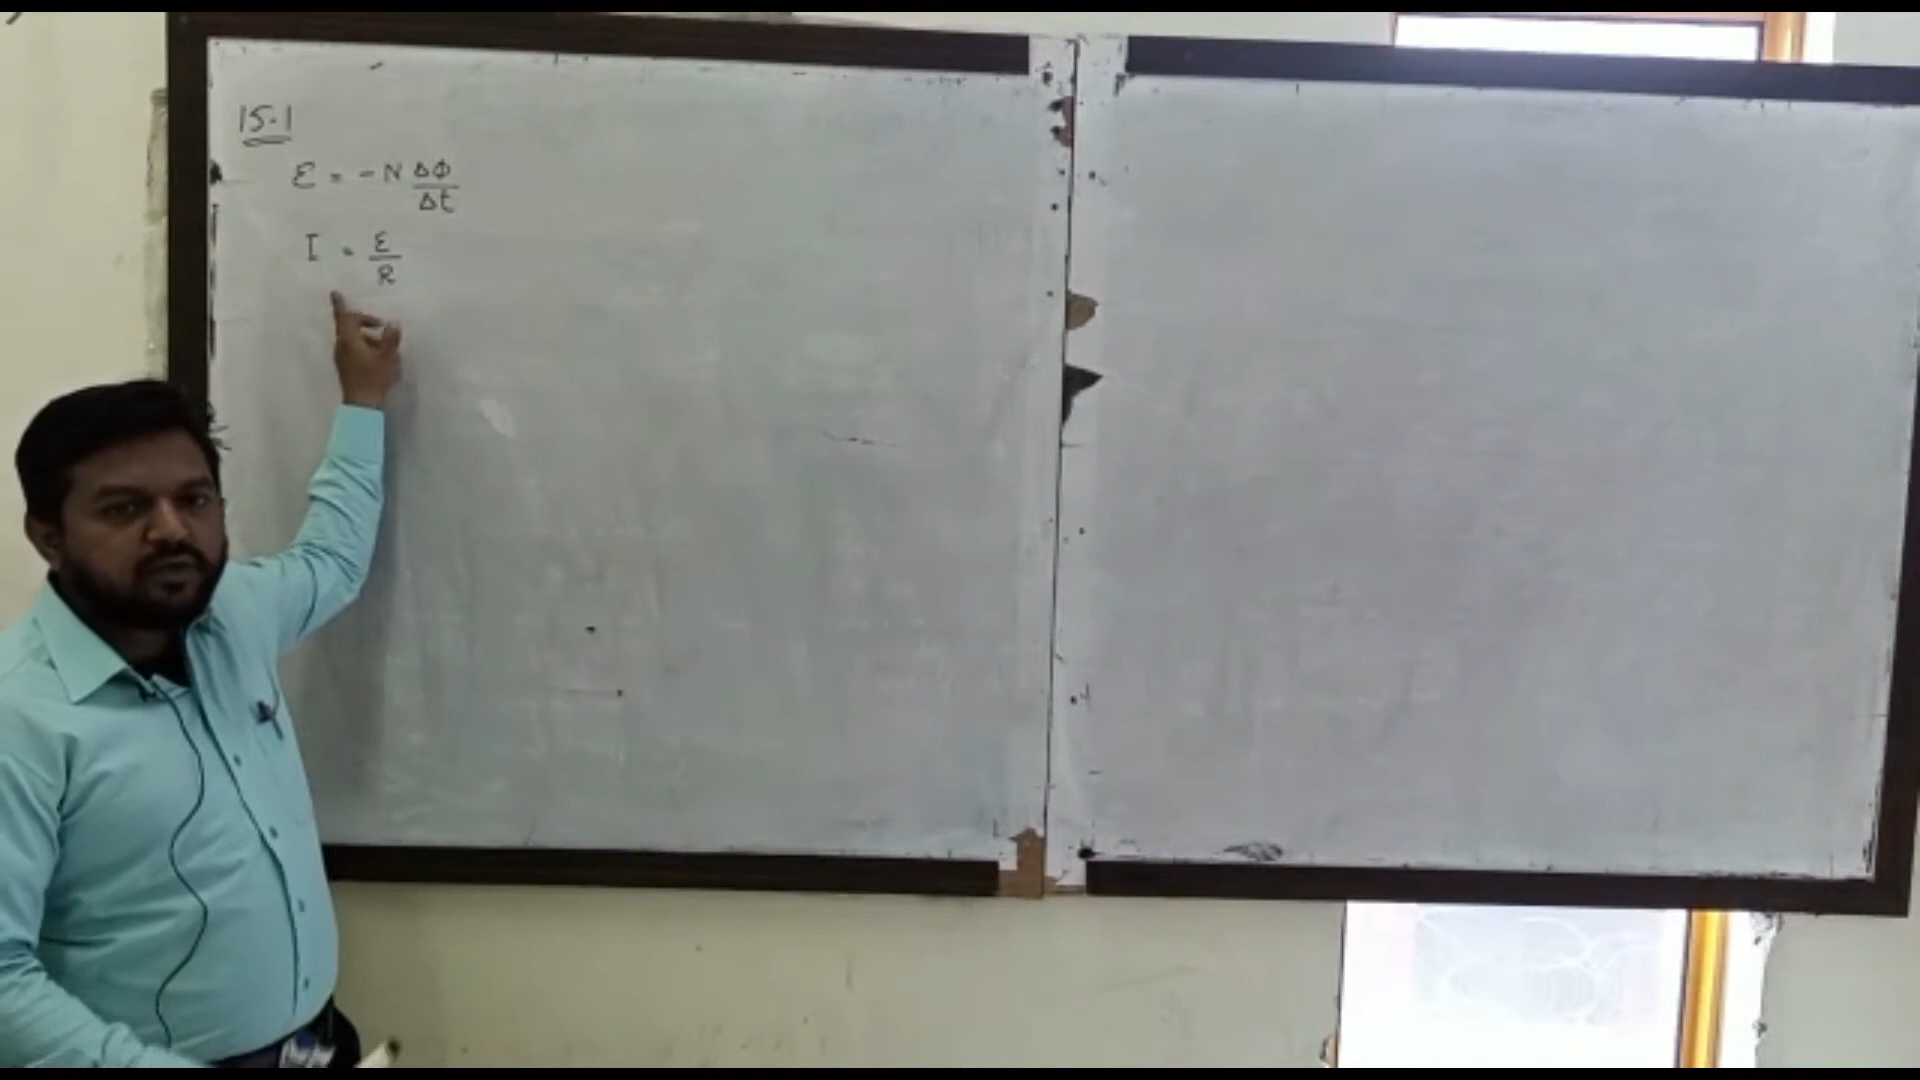 15.1
ε = -N ΔΦ/Δt
I = ε/R